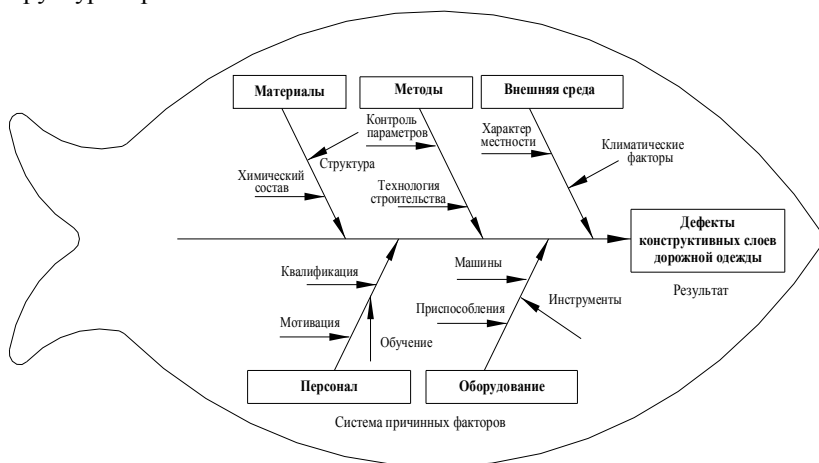 Материалы
Методы
Внешняя среда
Контроль
параметров
Характер
местности
Климатические
факторы
Структура
Химический
состав
Технология
строительства
Дефекты
конструктивных слоев
дорожной одежды
Результат
Квалификация
Машины
Мотивация
Обучение
Приспособления
Инструменты
Персонал
Оборудование
Система причинных факторов